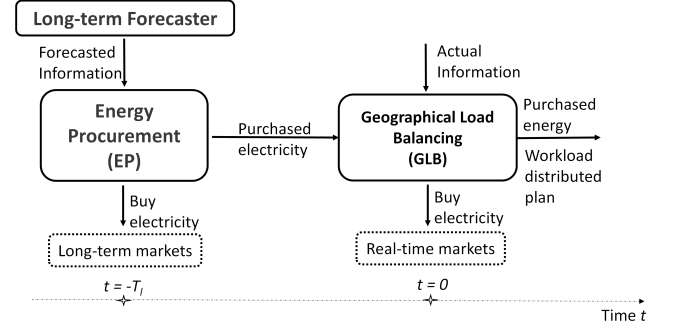 Long-term Forecaster
Forecasted
Information
Actual
Information
Energy
Procurement
(EP)
Purchased
electricity
Geographical Load
Balancing
(GLB)
Purchased
energy
Workload
distributed
plan
Buy
electricity
Buy
electricity
Long-term markets
Real-time markets
t = -Tl
t = 0
Time t